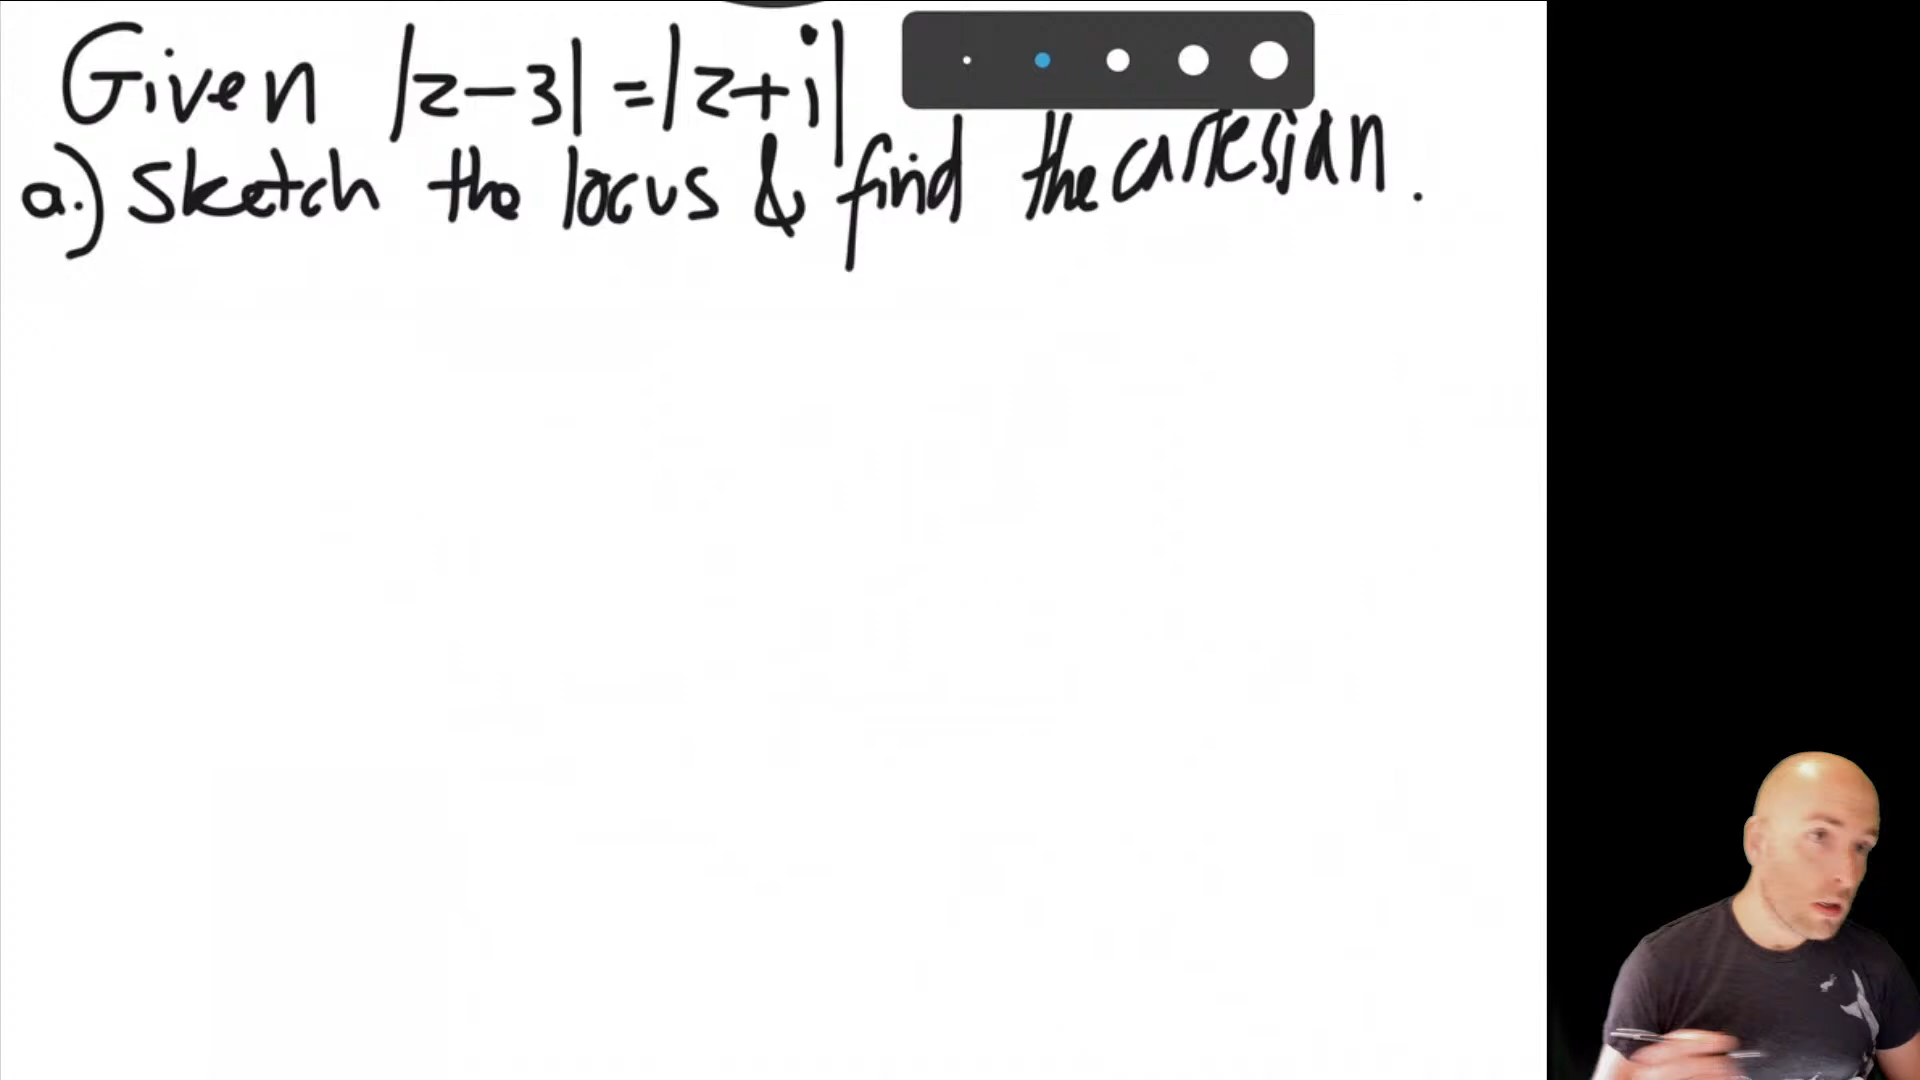 Given |z-3| = |z+i|
a.) Sketch the locus & find the cartesian.